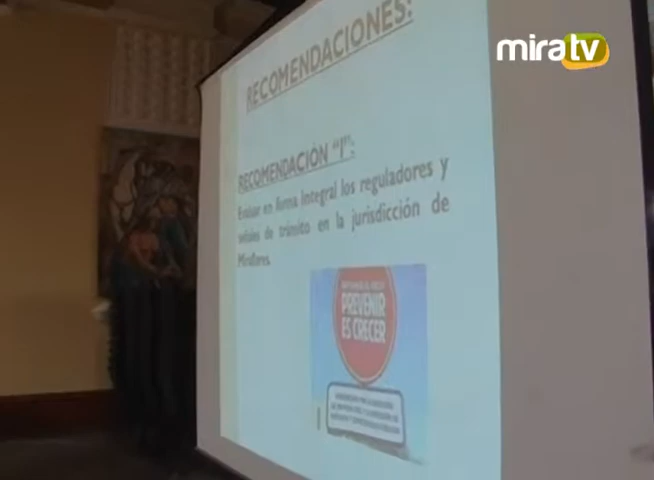 miratv
RECOMENDACIONES:
RECOMENDACIÓN "1":
Evaluar en forma integral los reguladores y
señales de tránsito en la jurisdicción de
Miraflores.
PREVENIR
ES CRECER